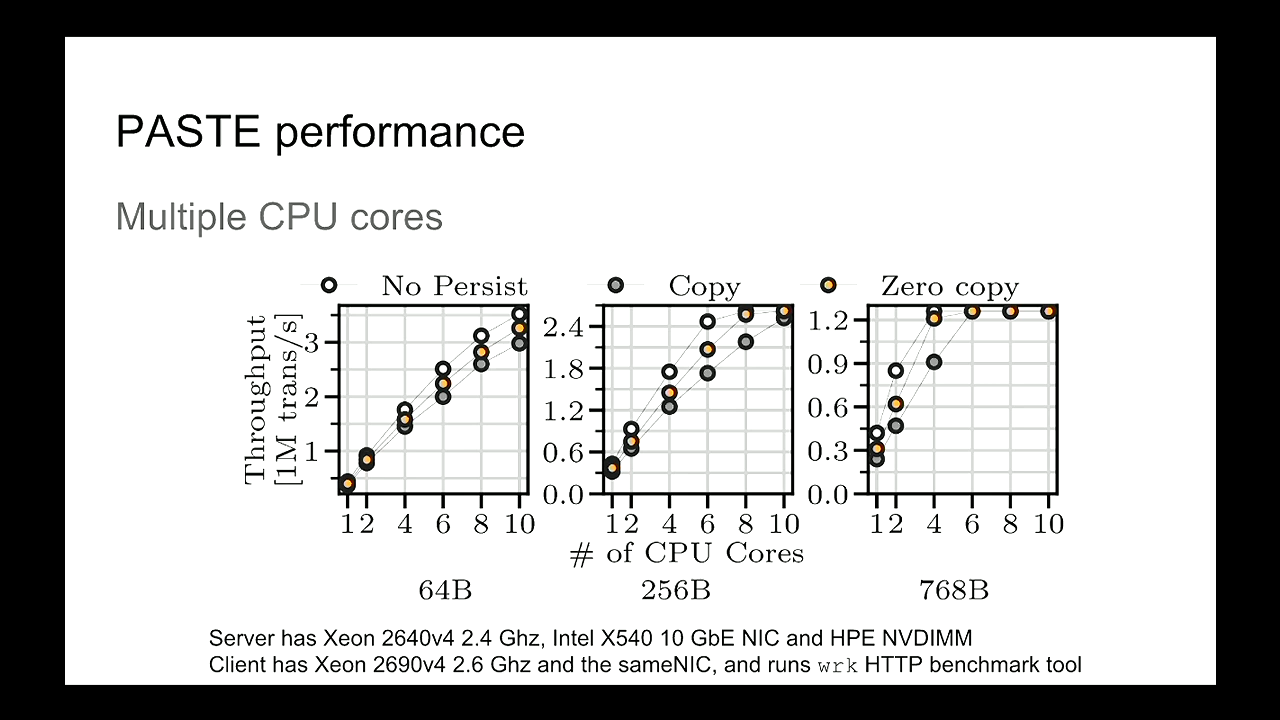 PASTE performance
Multiple CPU cores
No Persist Copy Zero copy
Throughput
[1M trans/s]
3
2
1
2.4
1.8
1.2
0.6
0.0
1.2
0.9
0.6
0.3
0.0
1 2 4 6 8 10 1 2 4 6 8 10 1 2 4 6 8 10
# of CPU Cores
64B 256B 768B
Server has Xeon 2640v4 2.4 Ghz, Intel X540 10 GbE NIC and HPE NVDIMM
Client has Xeon 2690v4 2.6 Ghz and the sameNIC, and runs wrk HTTP benchmark tool